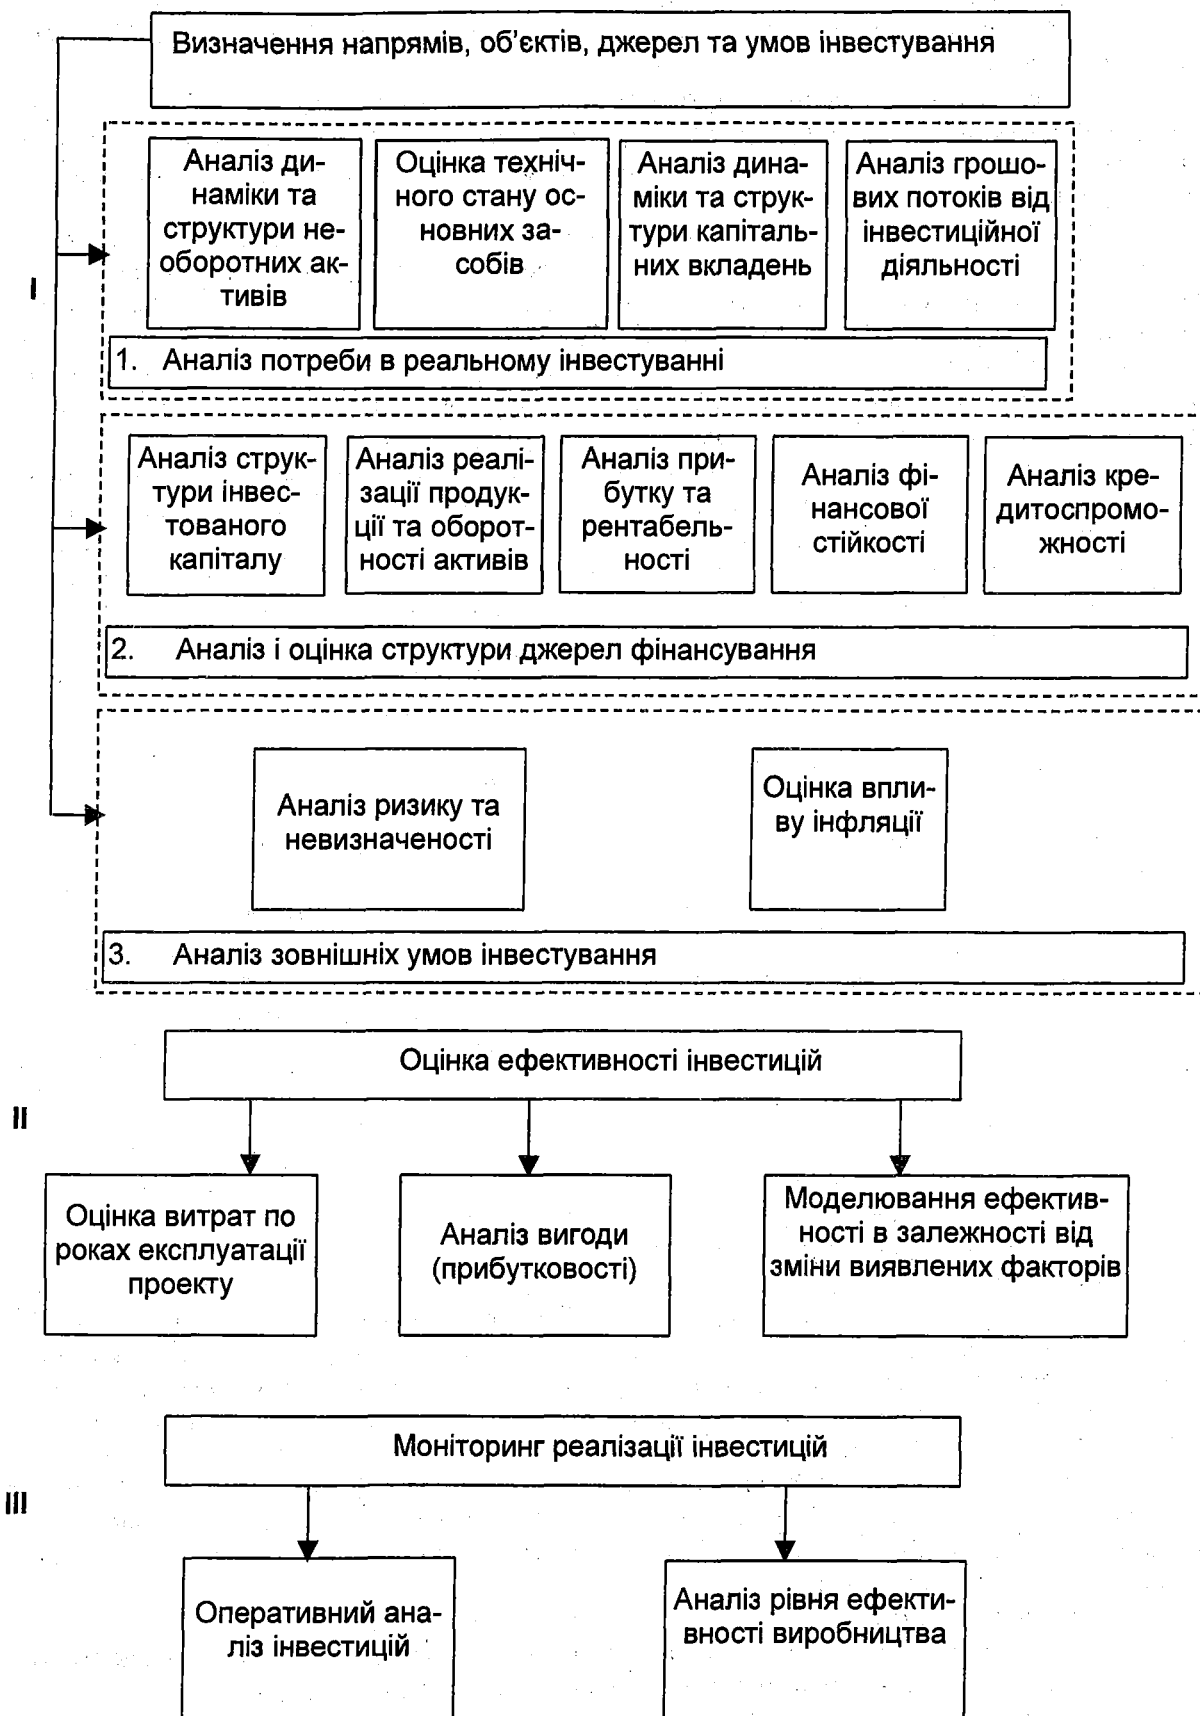 Визначення напрямів, об'єктів, джерел та умов інвестування
Аналіз ди-
наміки та
структури не-
оборотних ак-
тивів
Оцінка техніч-
ного стану ос-
новних за-
собів
Аналіз дина-
міки та струк-
тури капіталь-
них вкладень
Аналіз грошо-
вих потоків від
інвестиційної
діяльності
I
1. Аналіз потреби в реальному інвестуванні
Аналіз струк-
тури інвес-
тованого
капіталу
Аналіз реалі-
зації продук-
ції та оборот-
ності активів
Аналіз при-
бутку та
рентабель-
ності
Аналіз фі-
нансової
стійкості
Аналіз кре-
дитоспромо-
жності
2. Аналіз і оцінка структури джерел фінансування
Аналіз ризику та
невизначеності
Оцінка впли-
ву інфляції
3. Аналіз зовнішніх умов інвестування
Оцінка ефективності інвестицій
II
Оцінка витрат по
роках експлуатації
проекту
Аналіз вигоди
(прибутковості)
Моделювання ефектив-
ності в залежності від
зміни виявлених факторів
Моніторинг реалізації інвестицій
III
Оперативний ана-
ліз інвестицій
Аналіз рівня ефекти-
вності виробництва